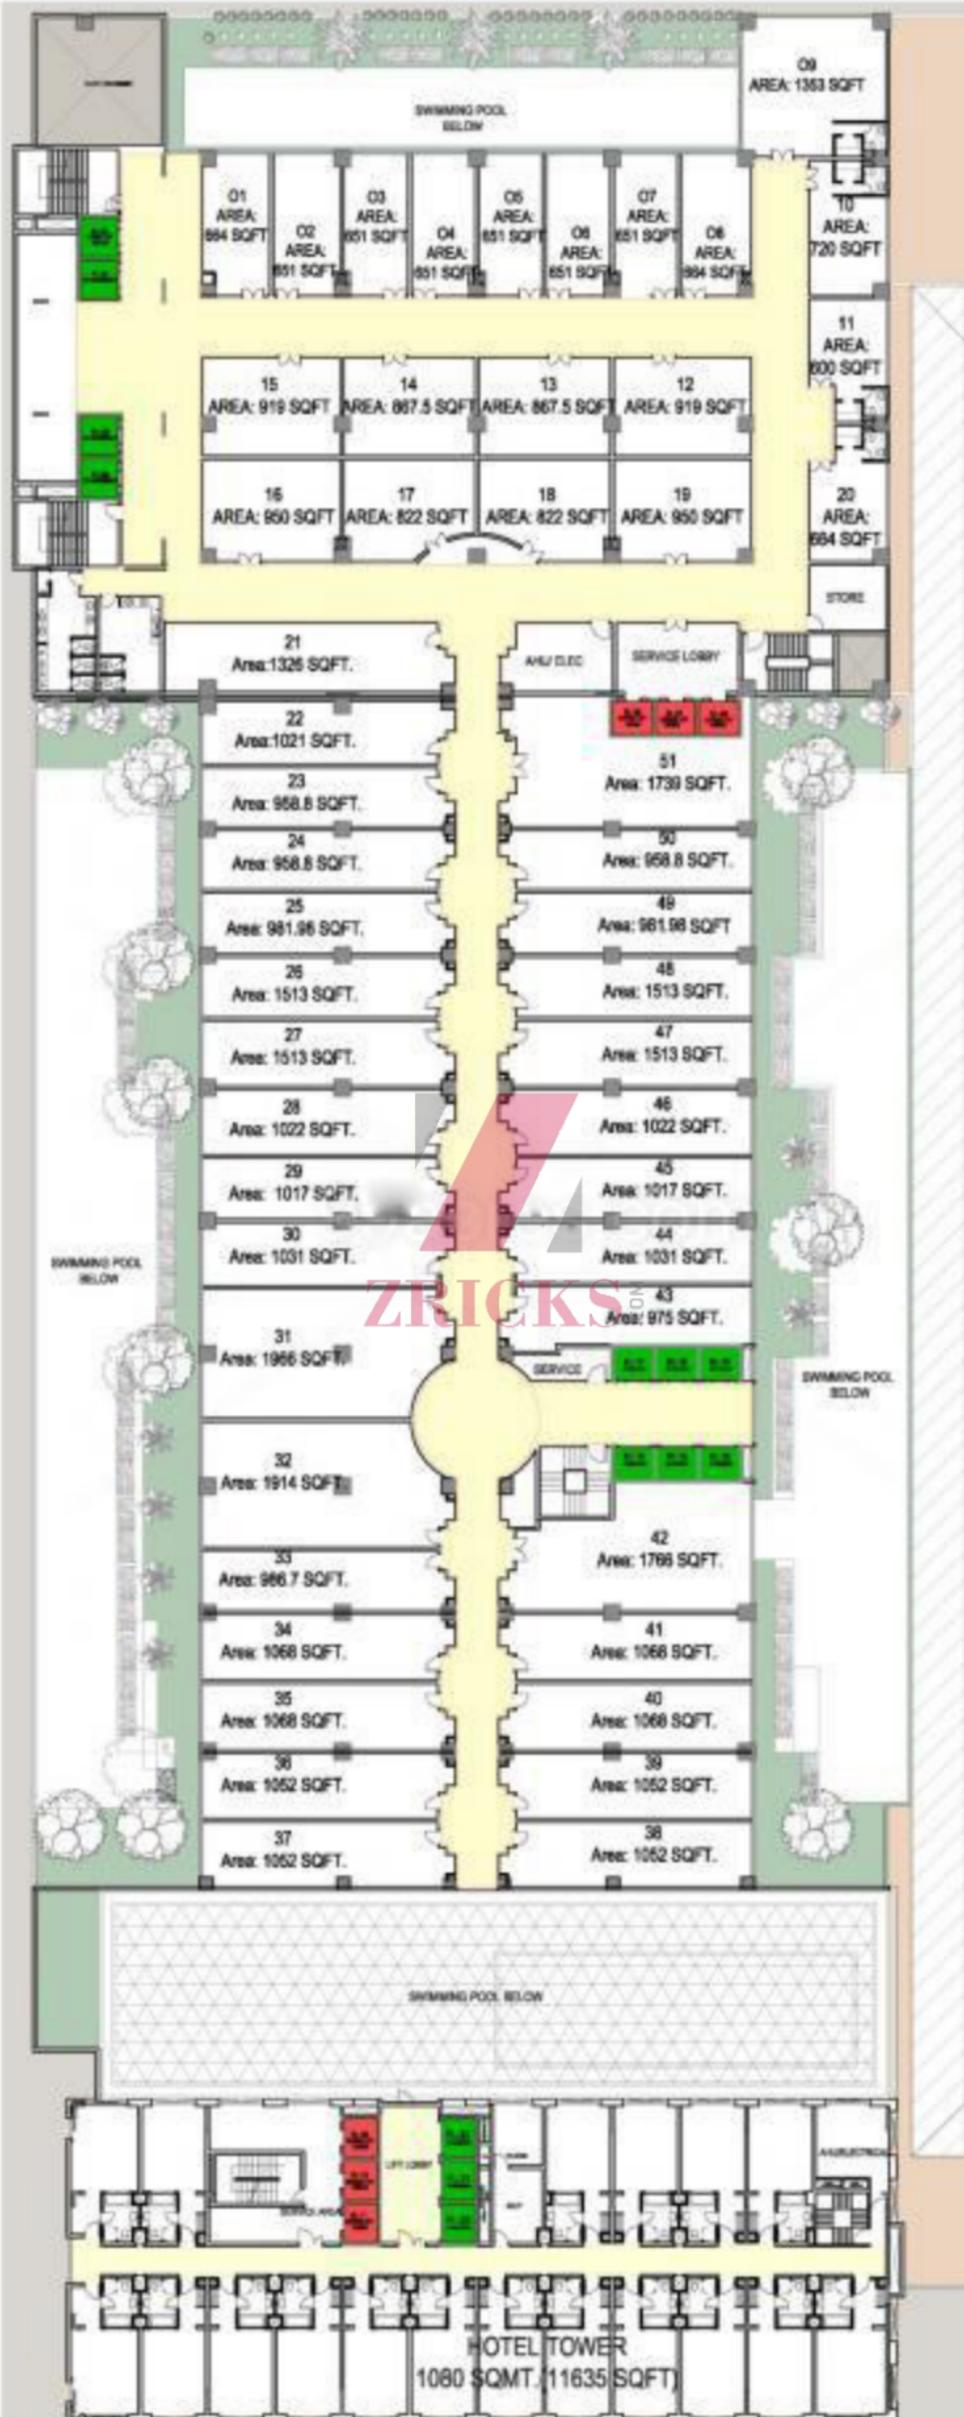 SWIMMING POOL
BELOW
09
AREA: 1353 SQFT
01
AREA:
664 SQFT
02
AREA:
651 SQFT
03
AREA:
651 SQFT
04
AREA:
651 SQFT
05
AREA:
651 SQFT
06
AREA:
651 SQFT
07
AREA:
651 SQFT
08
AREA:
664 SQFT
10
AREA:
720 SQFT
11
AREA:
600 SQFT
15
AREA: 919 SQFT
14
AREA: 867.5 SQFT
13
AREA: 867.5 SQFT
12
AREA: 919 SQFT
16
AREA: 950 SQFT
17
AREA: 822 SQFT
18
AREA: 822 SQFT
19
AREA: 950 SQFT
20
AREA:
664 SQFT
STORE
21
Area:1326 SQFT.
AHU/ ELEC
SERVICE LOBBY
22
Area:1021 SQFT.
51
Area: 1739 SQFT.
23
Area: 958.8 SQFT.
24
Area: 958.8 SQFT.
50
Area: 958.8 SQFT.
25
Area: 981.98 SQFT.
49
Area: 981.98 SQFT
26
Area: 1513 SQFT.
48
Area: 1513 SQFT.
27
Area: 1513 SQFT.
47
Area: 1513 SQFT.
28
Area: 1022 SQFT.
46
Area: 1022 SQFT.
29
Area: 1017 SQFT.
45
Area: 1017 SQFT.
30
Area: 1031 SQFT.
44
Area: 1031 SQFT.
SWIMMING POOL
BELOW
ZRICKS
43
Area: 975 SQFT.
31
Area: 1966 SQFT.
SERVICE
SWIMMING POOL
BELOW
32
Area: 1914 SQFT.
42
Area: 1766 SQFT.
33
Area: 986.7 SQFT.
34
Area: 1068 SQFT.
41
Area: 1068 SQFT.
35
Area: 1068 SQFT.
40
Area: 1068 SQFT.
36
Area: 1052 SQFT.
39
Area: 1052 SQFT.
37
Area: 1052 SQFT.
38
Area: 1052 SQFT.
SWIMMING POOL BELOW
LIFT LOBBY
AHU/ELECTRICAL
SERVICE AREA
HOTEL TOWER
1080 SQMT. (11635 SQFT)